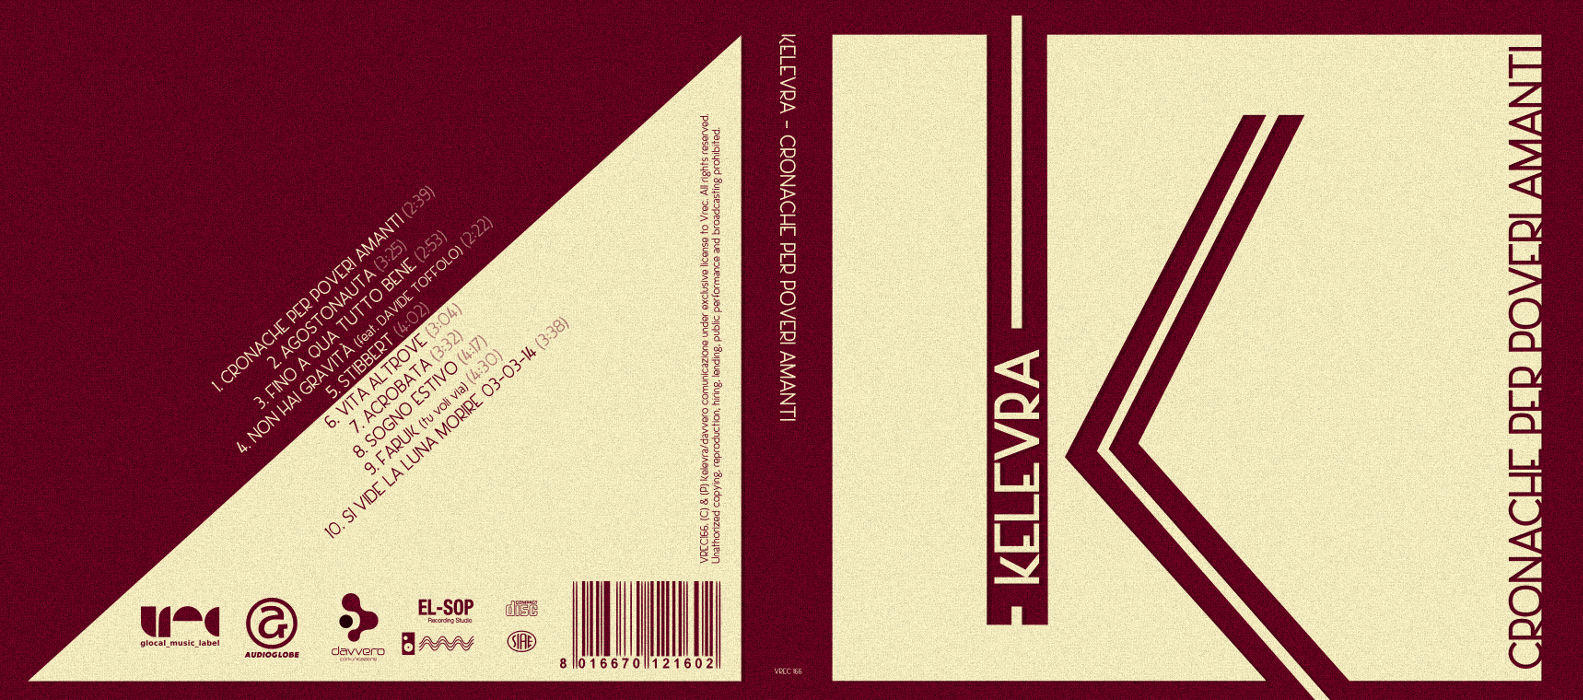 1. CRONACHE PER POVERI AMANTI (2:39)
2. AGOSTONAUTA (3:25)
3. FINO A QUA TUTTO BENE (2:53)
4. NON HAI GRAVITÀ (feat. DAVIDE TOFFOLO) (2:22)
5. STIBBERT (4:02)
6. VITA ALTROVE (3:04)
7. ACROBATA (3:32)
8. SOGNO ESTIVO (4:17)
9. FARUK (tu voli via) (4:30)
10. SI VIDE LA LUNA MORIRE 03-03-14 (3:38)
VREC166. (C) & (P) Kelevra/davvero comunicazione under exclusive license to Vrec. All rights reserved.
Unathorized copying, reproduction, hiring, lending, public performance and broadcasting prohibited.
vrec
glocal_music_label
AUDIOGLOBE
davvero
comunicazione
EL-SOP
Recording Studio
COMPACT
disc
SIAE
8 016670 121602
KELEVRA - CRONACHE PER POVERI AMANTI
VREC 166
KELEVRA
CRONACHE PER POVERI AMANTI